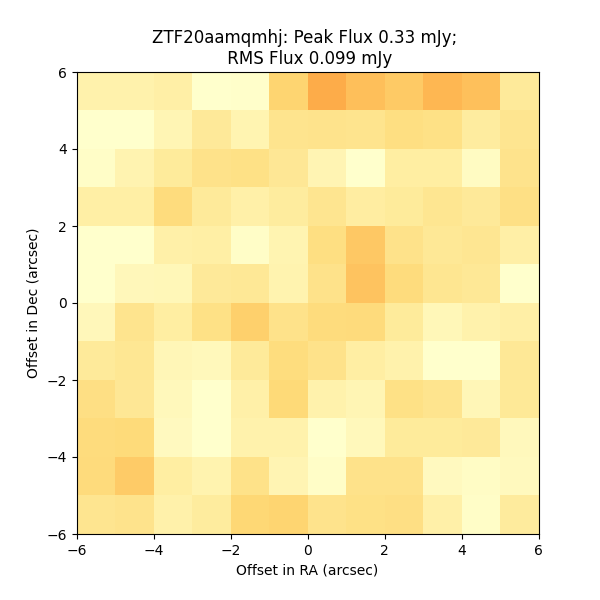 ZTF20aamqmhj: Peak Flux 0.33 mJy;
RMS Flux 0.099 mJy
6
4
2
0
−2
−4
−6
Offset in Dec (arcsec)
−6 −4 −2 0 2 4 6
Offset in RA (arcsec)